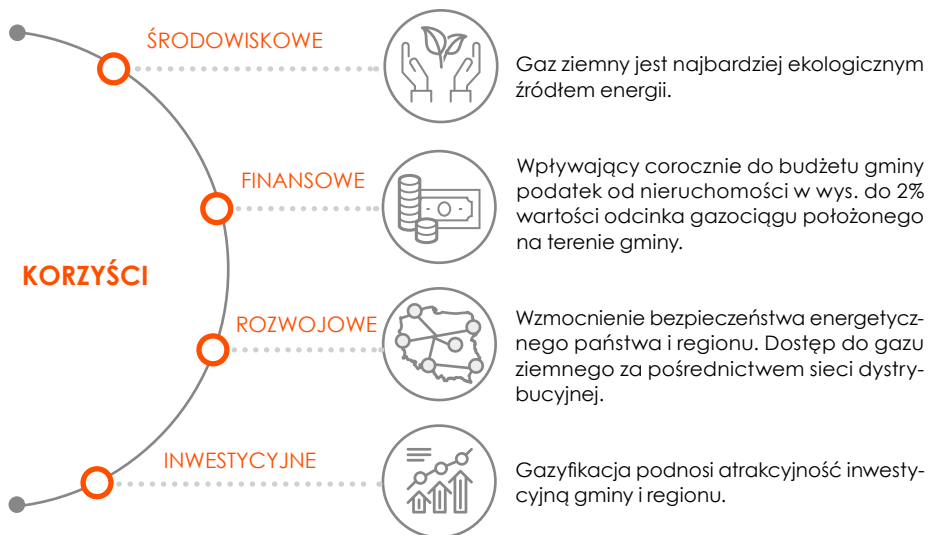 ŚRODOWISKOWE
Gaz ziemny jest najbardziej ekologicznym
źródłem energii.
FINANSOWE
Wpływający corocznie do budżetu gminy
podatek od nieruchomości w wys. do 2%
wartości odcinka gazociągu położonego
na terenie gminy.
KORZYŚCI
ROZWOJOWE
Wzmocnienie bezpieczeństwa energetycz-
nego państwa i regionu. Dostęp do gazu
ziemnego za pośrednictwem sieci dystry-
bucyjnej.
INWESTYCYJNE
Gazyfikacja podnosi atrakcyjność inwesty-
cyjną gminy i regionu.